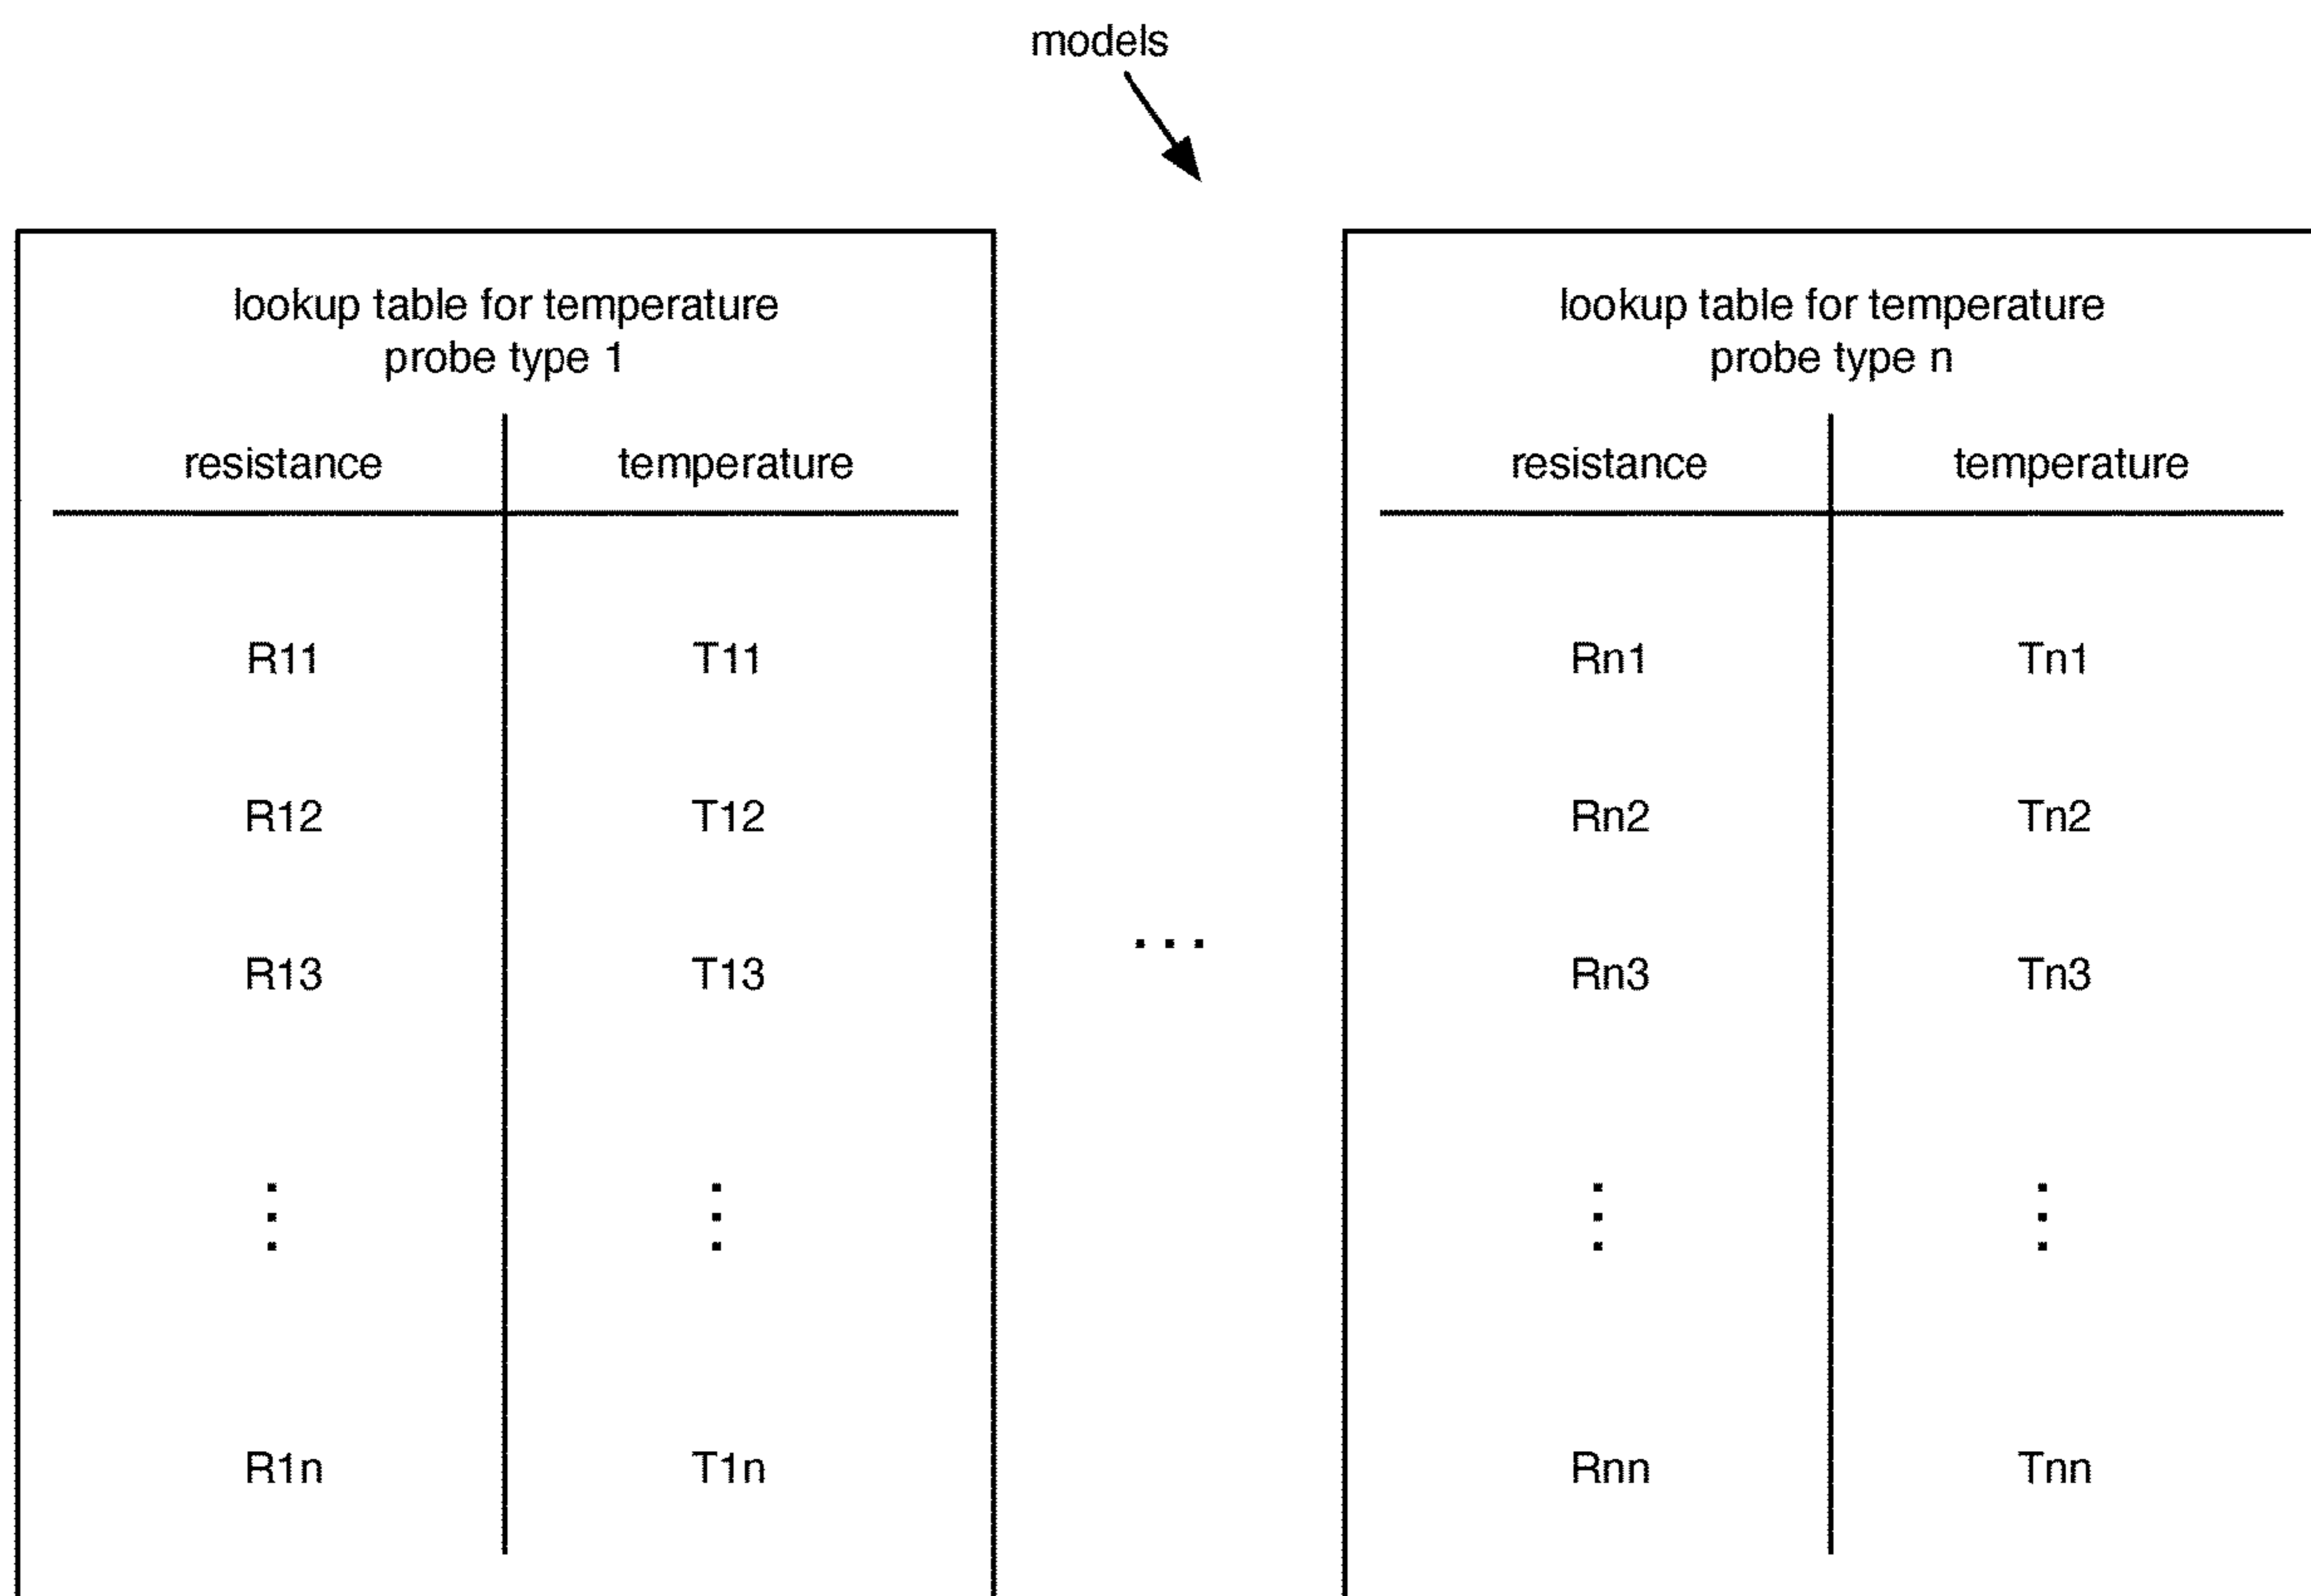 models
lookup table for temperature
probe type 1
resistance temperature
R11 T11
R12 T12
R13 T13
R1n T1n
...
lookup table for temperature
probe type n
resistance temperature
Rn1 Tn1
Rn2 Tn2
Rn3 Tn3
Rnn Tnn